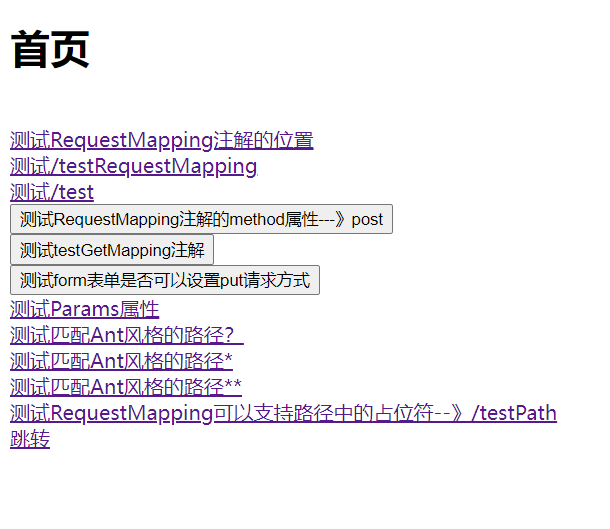 首页
测试RequestMapping注解的位置
测试/testRequestMapping
测试/test
测试RequestMapping注解的method属性---》post
测试testGetMapping注解
测试form表单是否可以设置put请求方式
测试Params属性
测试匹配Ant风格的路径？
测试匹配Ant风格的路径*
测试匹配Ant风格的路径**
测试RequestMapping可以支持路径中的占位符--》/testPath
跳转